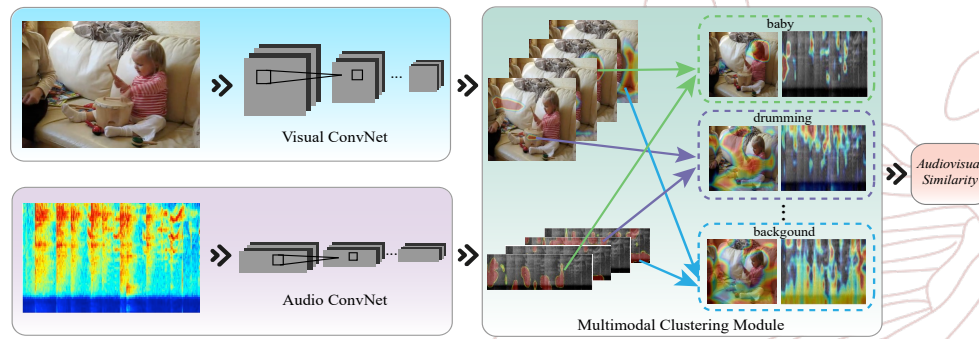 Visual ConvNet
Audio ConvNet
baby
drumming
backgound
Multimodal Clustering Module
Audiovisual
Similarity